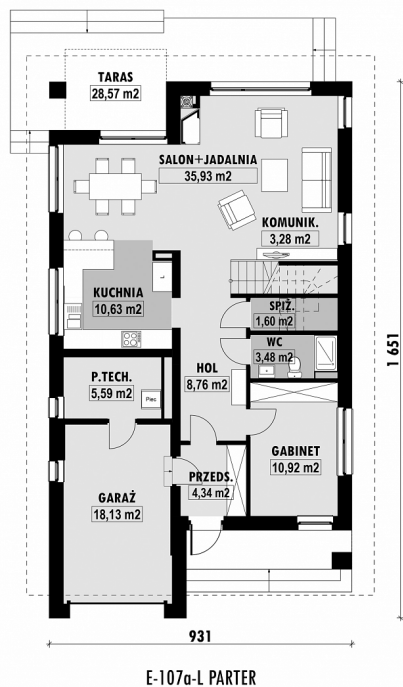 TARAS
28,57 m2
SALON+JADALNIA
35,93 m2
KOMUNIK.
3,28 m2
KUCHNIA
10,63 m2
L
SPIŻ.
1,60 m2
WC
3,48 m2
HOL
8,76 m2
P.TECH.
5,59 m2
Piec
GABINET
10,92 m2
PRZEDS.
4,34 m2
GARAŻ
18,13 m2
1 651
931
E-107a-L PARTER